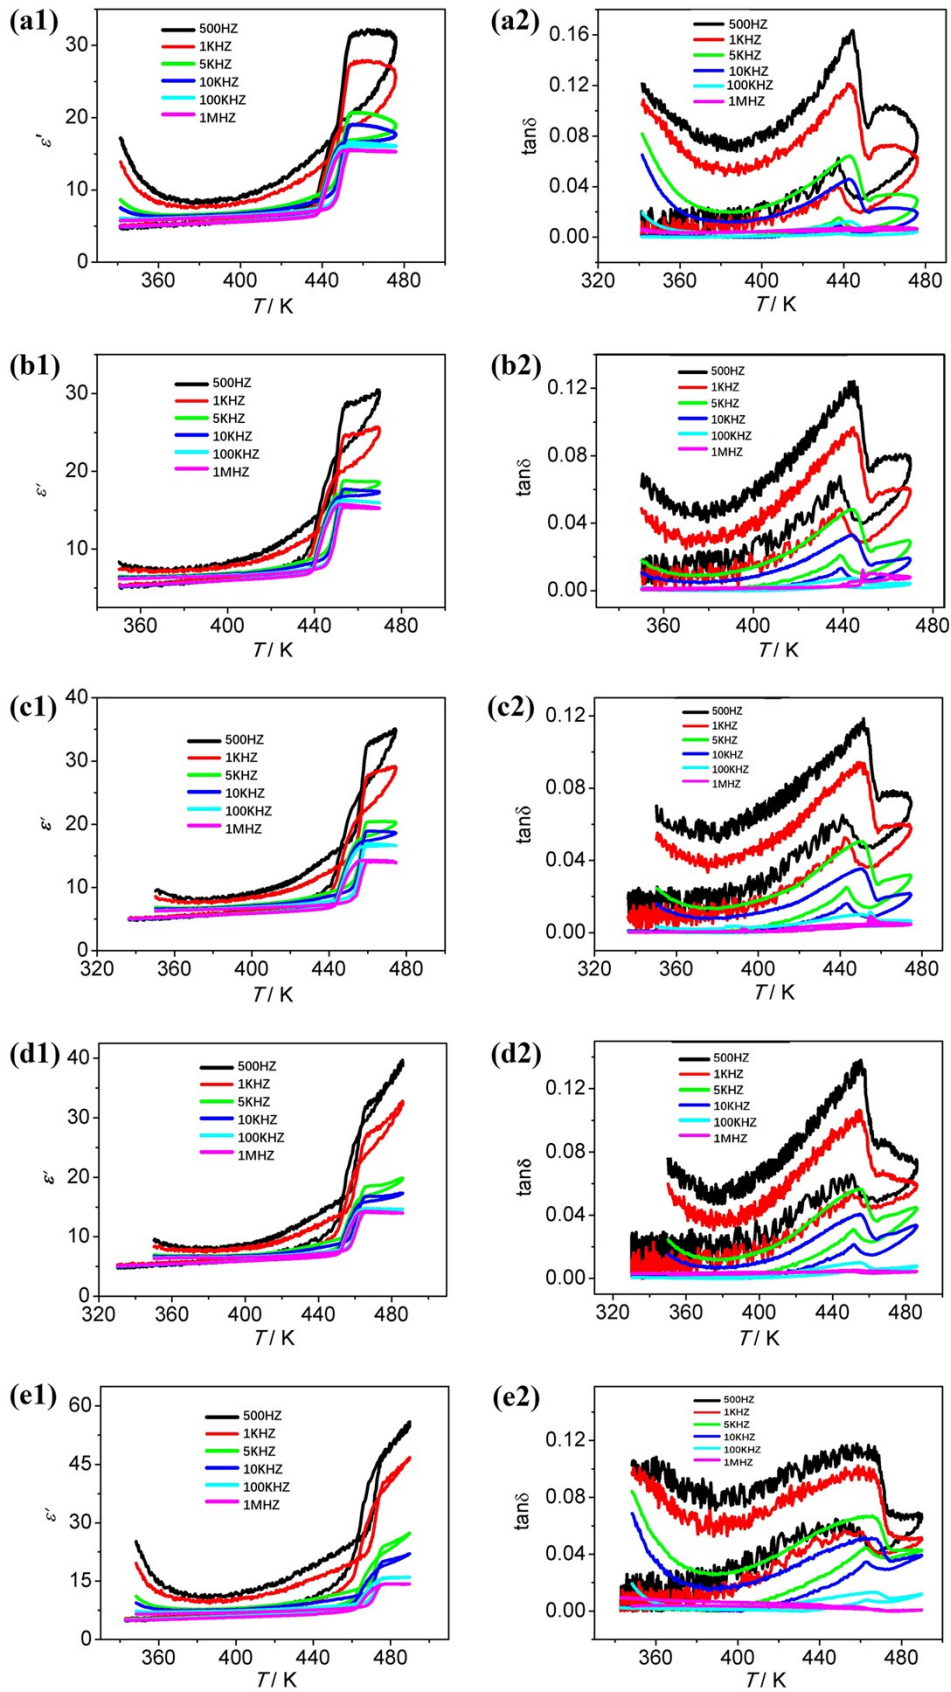 (a1)
30
20
10
0
ε'
500HZ
1KHZ
5KHZ
10KHZ
100KHZ
1MHZ
360 400 440 480
T / K
(a2)
0.16
0.12
0.08
0.04
0.00
tanδ
500HZ
1KHZ
5KHZ
10KHZ
100KHZ
1MHZ
320 360 400 440 480
T / K
(b1)
30
20
10
ε'
500HZ
1KHZ
5KHZ
10KHZ
100KHZ
1MHZ
360 400 440 480
T / K
(b2)
0.12
0.08
0.04
0.00
tanδ
500HZ
1KHZ
5KHZ
10KHZ
100KHZ
1MHZ
360 400 440 480
T / K
(c1)
40
30
20
10
0
ε'
500HZ
1KHZ
5KHZ
10KHZ
100KHZ
1MHZ
320 360 400 440 480
T / K
(c2)
0.12
0.08
0.04
0.00
tanδ
500HZ
1KHZ
5KHZ
10KHZ
100KHZ
1MHZ
320 360 400 440 480
T / K
(d1)
40
30
20
10
0
ε'
500HZ
1KHZ
5KHZ
10KHZ
100KHZ
1MHZ
320 360 400 440 480
T / K
(d2)
0.12
0.08
0.04
0.00
tanδ
500HZ
1KHZ
5KHZ
10KHZ
100KHZ
1MHZ
320 360 400 440 480
T / K
(e1)
60
45
30
15
0
ε'
500HZ
1KHZ
5KHZ
10KHZ
100KHZ
1MHZ
360 400 440 480
T / K
(e2)
0.12
0.08
0.04
0.00
tanδ
500HZ
1KHZ
5KHZ
10KHZ
100KHZ
1MHZ
360 400 440 480
T / K